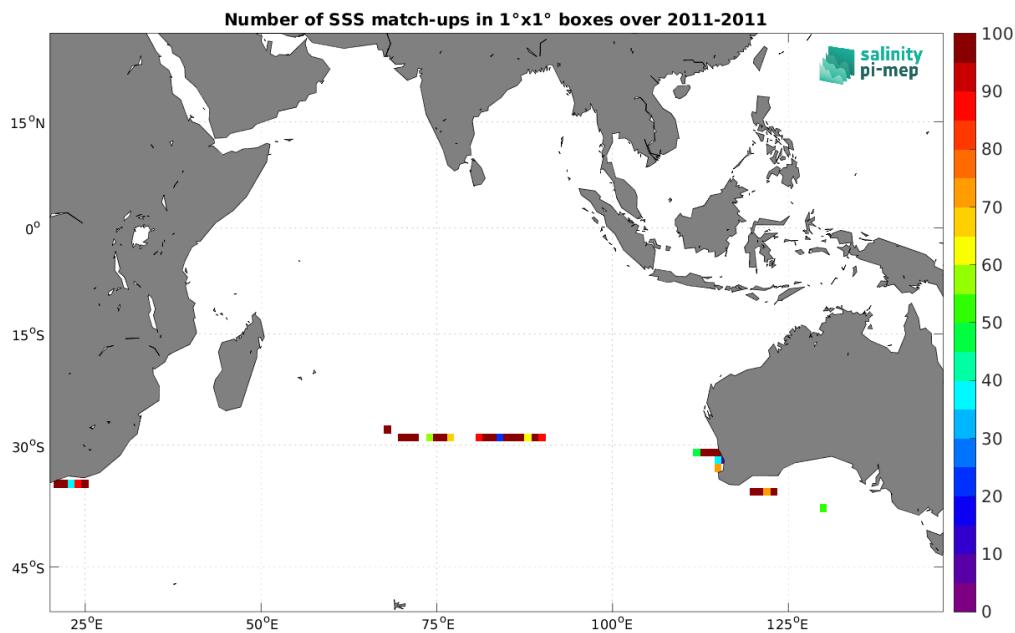 Number of SSS match-ups in 1°x1° boxes over 2011-2011
salinity
pi-mep
15°N
0°
15°S
30°S
45°S
25°E
50°E
75°E
100°E
125°E
100
90
80
70
60
50
40
30
20
10
0